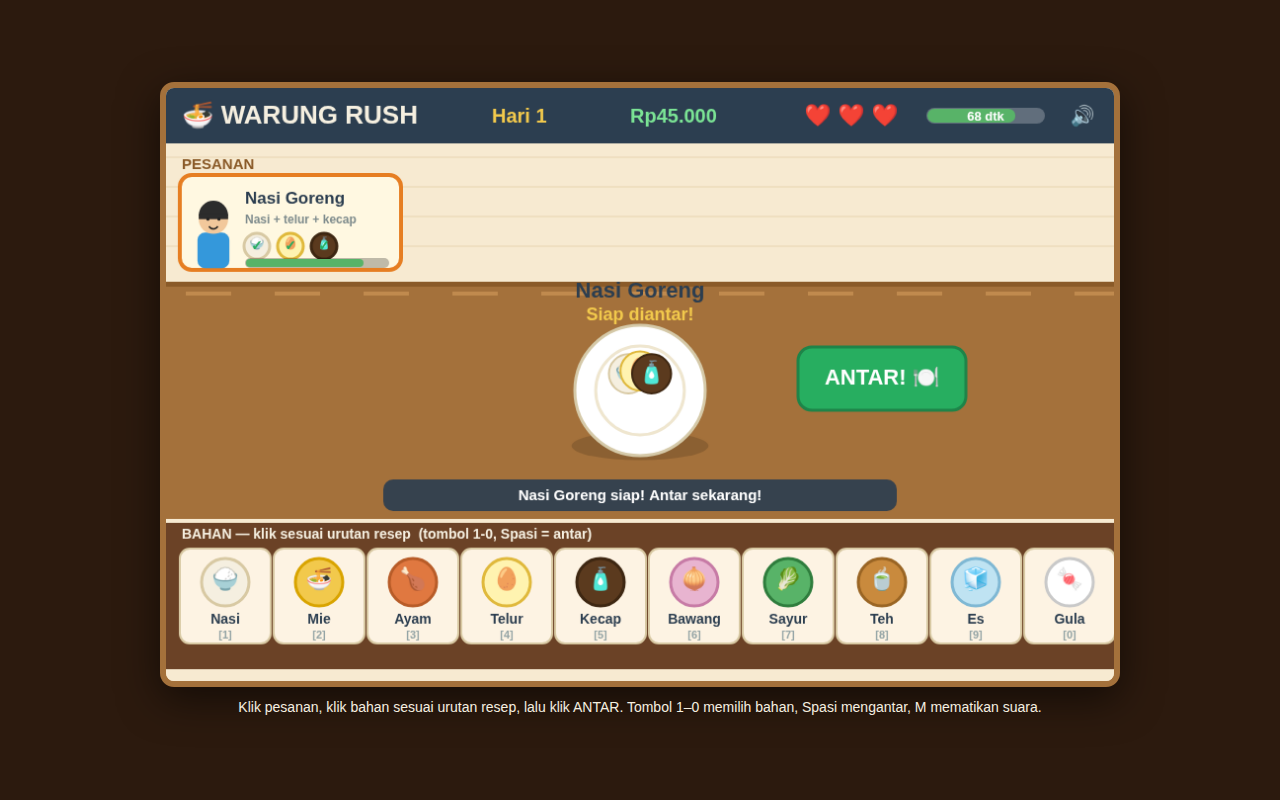 WARUNG RUSH
Hari 1
Rp45.000
68 dtk
PESANAN
Nasi Goreng
Nasi + telur + kecap
Nasi Goreng
Siap diantar!
ANTAR!
Nasi Goreng siap! Antar sekarang!
BAHAN — klik sesuai urutan resep (tombol 1-0, Spasi = antar)
Nasi
[1]
Mie
[2]
Ayam
[3]
Telur
[4]
Kecap
[5]
Bawang
[6]
Sayur
[7]
Teh
[8]
Es
[9]
Gula
[0]
Klik pesanan, klik bahan sesuai urutan resep, lalu klik ANTAR. Tombol 1–0 memilih bahan, Spasi mengantar, M mematikan suara.